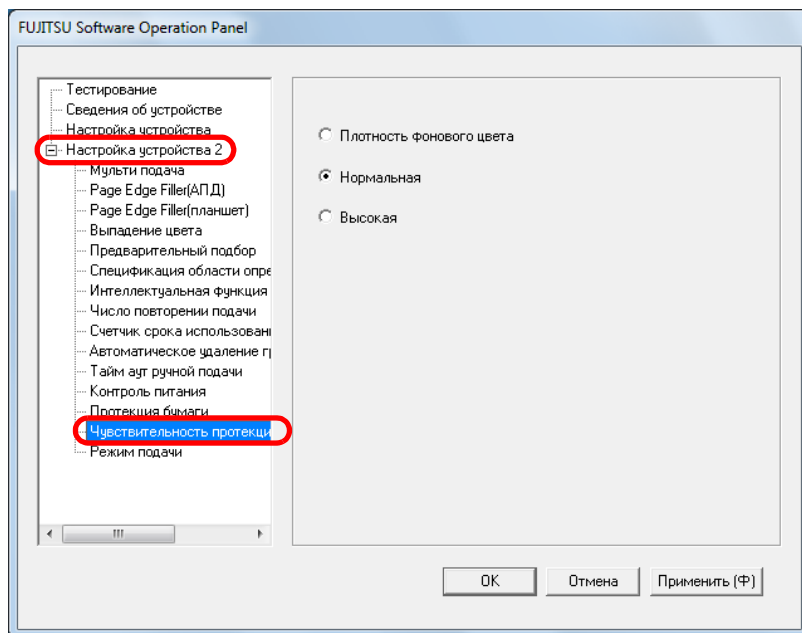 FUJITSU Software Operation Panel
Тестирование
Сведения об устройстве
Настройка устройства
Настройка устройства 2
Мульти подача
Page Edge Filler(АПД)
Page Edge Filler(планшет)
Выпадение цвета
Предварительный подбор
Спецификация области опре
Интеллектуальная функция
Число повторении подачи
Счетчик срока использован
Автоматическое удаление г
Тайм аут ручной подачи
Контроль питания
Протекция бумаги
Чувствительность протекци
Режим подачи
Плотность фонового цвета
Нормальная
Высокая
OK
Отмена
Применить (Ф)